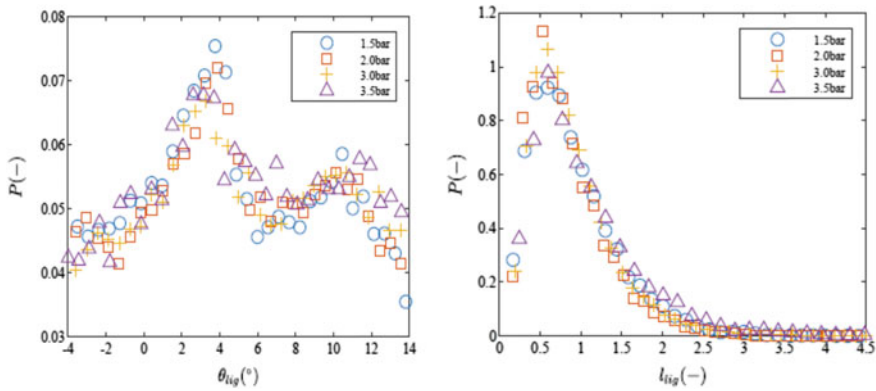 0.08
0.07
0.06
0.05
0.04
0.03
P(−)
-4 -2 0 2 4 6 8 10 12 14
θ_lig(°)
1.5bar
2.0bar
3.0bar
3.5bar
1.2
1
0.8
0.6
0.4
0.2
0
P(−)
0 0.5 1 1.5 2 2.5 3 3.5 4 4.5
l_lig(−)
1.5bar
2.0bar
3.0bar
3.5bar